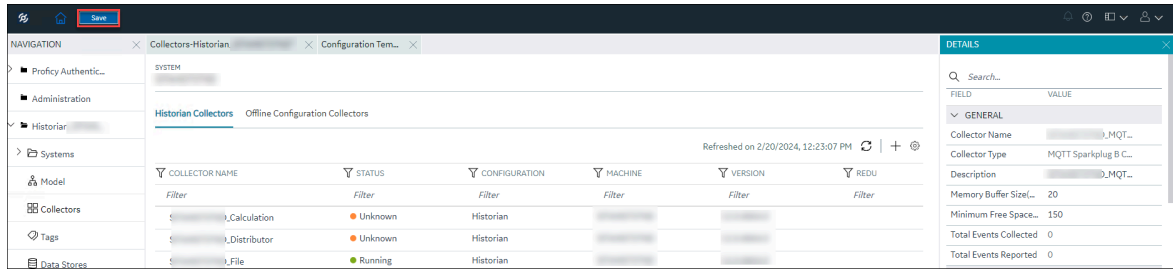 Save
NAVIGATION
Collectors-Historian.
Configuration Tem...
DETAILS
Proficy Authentic...
Administration
Historian
Systems
Model
Collectors
Tags
Data Stores
SYSTEM
Historian Collectors Offline Configuration Collectors
Refreshed on 2/20/2024, 12:23:07 PM
COLLECTOR NAME STATUS CONFIGURATION MACHINE VERSION REDU
Filter Filter Filter Filter Filter Filter
_Calculation Unknown Historian
_Distributor Unknown Historian
_File Running Historian
Search...
FIELD VALUE
GENERAL
Collector Name _MQT...
Collector Type MQTT Sparkplug B C...
Description _MQT...
Memory Buffer Size(... 20
Minimum Free Space... 150
Total Events Collected 0
Total Events Reported 0